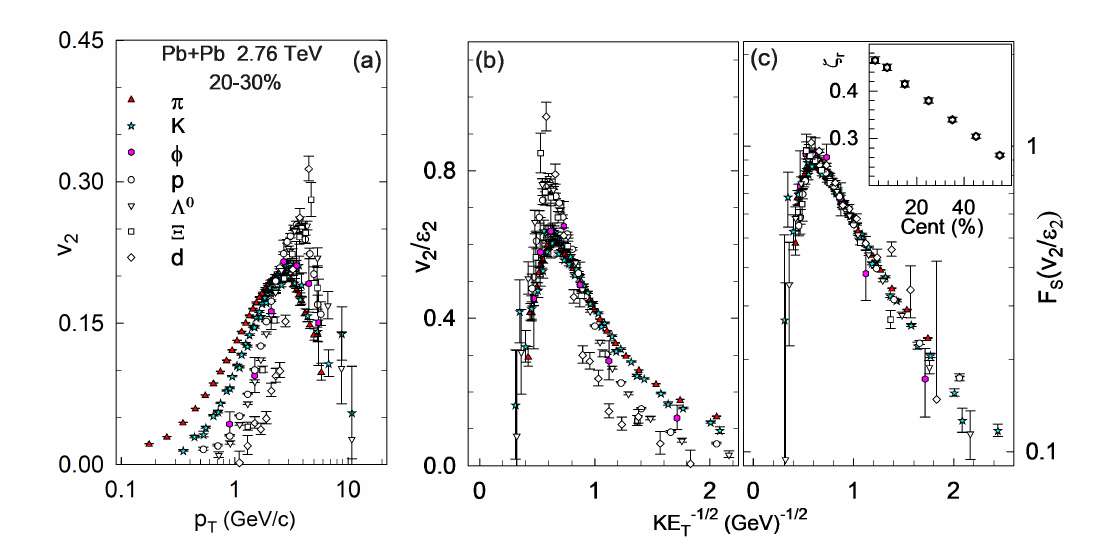 0.45
0.30
0.15
0.00
v₂
Pb+Pb 2.76 TeV
20-30%
(a)
π
K
ϕ
p
Λ⁰
Ξ
d
0.1
1
10
p_T (GeV/c)
(b)
0.8
0.4
0.0
v₂/ε₂
0
1
2
KE_T^-1/2 (GeV)^-1/2
(c)
ζ_r
0.4
0.3
20
40
Cent (%)
0
1
2
1
0.1
F_S(v₂/ε₂)